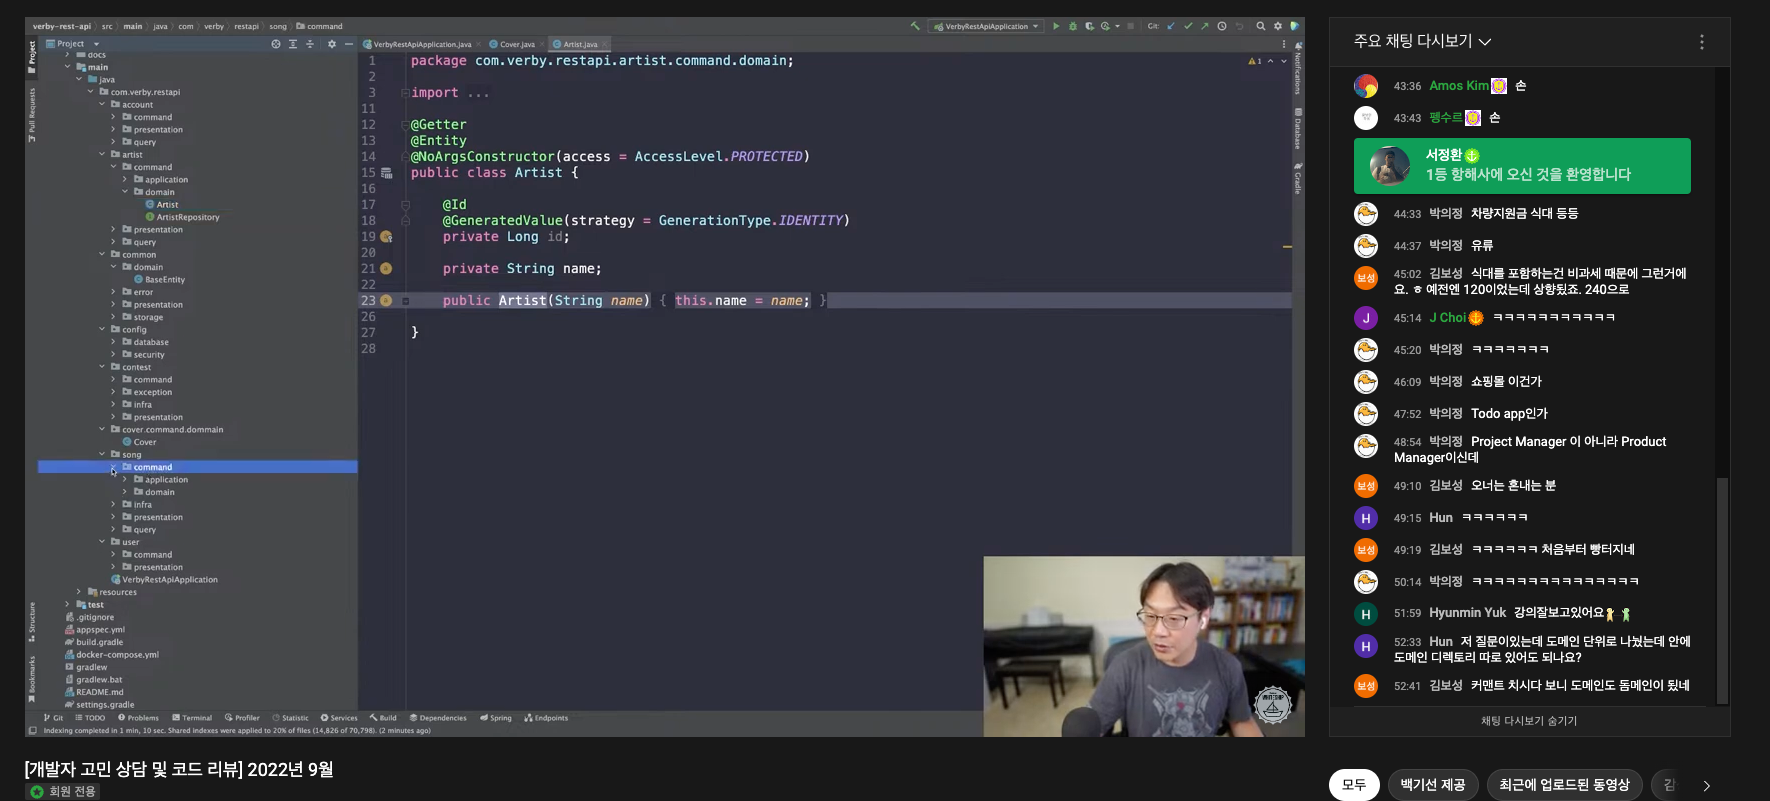 verby-rest-api src main java com verby restapi song command
VerbyRestApiApplication
Git:
Project
VerbyRestApiApplication.java
Cover.java
Artist.java
Project
Pull Requests
Structure
Bookmarks
docs
main
java
com.verby.restapi
account
command
presentation
query
artist
command
application
domain
Artist
ArtistRepository
presentation
query
common
domain
BaseEntity
error
presentation
storage
config
database
security
contest
command
exception
infra
presentation
cover.command.dommain
Cover
song
command
application
domain
infra
presentation
query
user
command
presentation
VerbyRestApiApplication
resources
test
.gitignore
appspec.yml
build.gradle
docker-compose.yml
gradlew
gradlew.bat
README.md
settings.gradle
1 package com.verby.restapi.artist.command.domain;
2
3 import ...
11
12 @Getter
13 @Entity
14 @NoArgsConstructor(access = AccessLevel.PROTECTED)
15 public class Artist {
16
17 @Id
18 @GeneratedValue(strategy = GenerationType.IDENTITY)
19 private Long id;
20
21 private String name;
22
23 public Artist(String name) { this.name = name; }
26
27 }
28
1
Notifications
Database
Gradle
WHITESHIP
Git TODO Problems Terminal Profiler Statistic Services Build Dependencies Spring Endpoints
Indexing completed in 1 min, 10 sec. Shared indexes were applied to 20% of files (14,826 of 70,798). (2 minutes ago)
[개발자 고민 상담 및 코드 리뷰] 2022년 9월
회원 전용
주요 채팅 다시보기
43:36 Amos Kim 손
43:43 펭수르 손
서정환
1등 항해사에 오신 것을 환영합니다
44:33 박의정 차량지원금 식대 등등
44:37 박의정 유류
보성 45:02 김보성 식대를 포함하는건 비과세 때문에 그런거에
요. ㅎ 예전엔 120이었는데 상향됬죠. 240으로
J 45:14 J Choi ㅋㅋㅋㅋㅋㅋㅋㅋㅋㅋㅋ
45:20 박의정 ㅋㅋㅋㅋㅋㅋㅋ
46:09 박의정 쇼핑몰 이건가
47:52 박의정 Todo app인가
48:54 박의정 Project Manager 이 아니라 Product
Manager이신데
보성 49:10 김보성 오너는 혼내는 분
H 49:15 Hun ㅋㅋㅋㅋㅋㅋ
보성 49:19 김보성 ㅋㅋㅋㅋㅋㅋ 처음부터 빵터지네
50:14 박의정 ㅋㅋㅋㅋㅋㅋㅋㅋㅋㅋㅋㅋㅋㅋㅋ
H 51:59 Hyunmin Yuk 강의잘보고있어요
H 52:33 Hun 저 질문이있는데 도메인 단위로 나눴는데 안에
도메인 디렉토리 따로 있어도 되나요?
보성 52:41 김보성 커맨트 치시다 보니 도메인도 돔메인이 됬네
채팅 다시보기 숨기기
모두
백기선 제공
최근에 업로드된 동영상